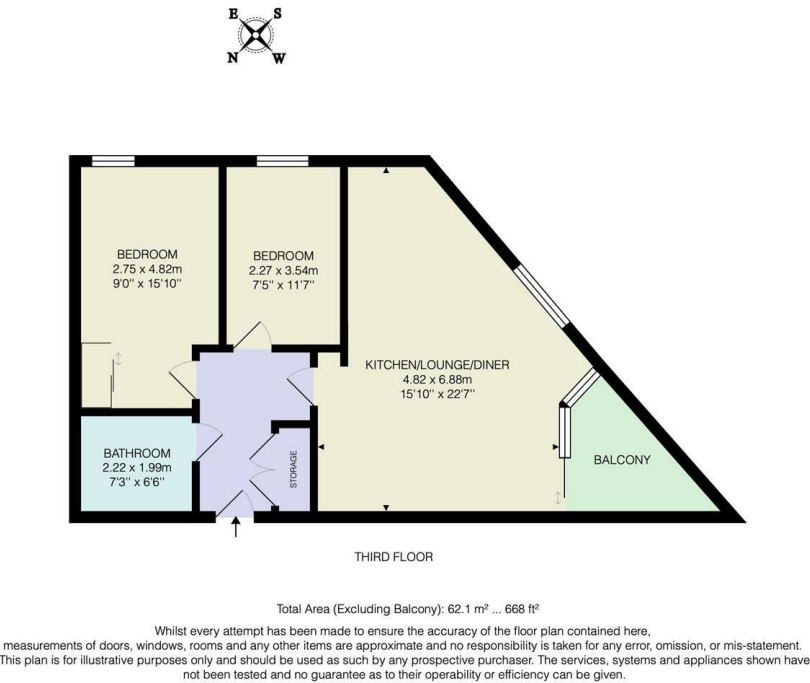 E S
N W
BEDROOM
2.75 x 4.82m
9'0'' x 15'10''
BEDROOM
2.27 x 3.54m
7'5'' x 11'7''
KITCHEN/LOUNGE/DINER
4.82 x 6.88m
15'10'' x 22'7''
BATHROOM
2.22 x 1.99m
7'3'' x 6'6''
STORAGE
BALCONY
THIRD FLOOR
Total Area (Excluding Balcony): 62.1 m² ... 668 ft²
Whilst every attempt has been made to ensure the accuracy of the floor plan contained here,
measurements of doors, windows, rooms and any other items are approximate and no responsibility is taken for any error, omission, or mis-statement.
This plan is for illustrative purposes only and should be used as such by any prospective purchaser. The services, systems and appliances shown have
not been tested and no guarantee as to their operability or efficiency can be given.